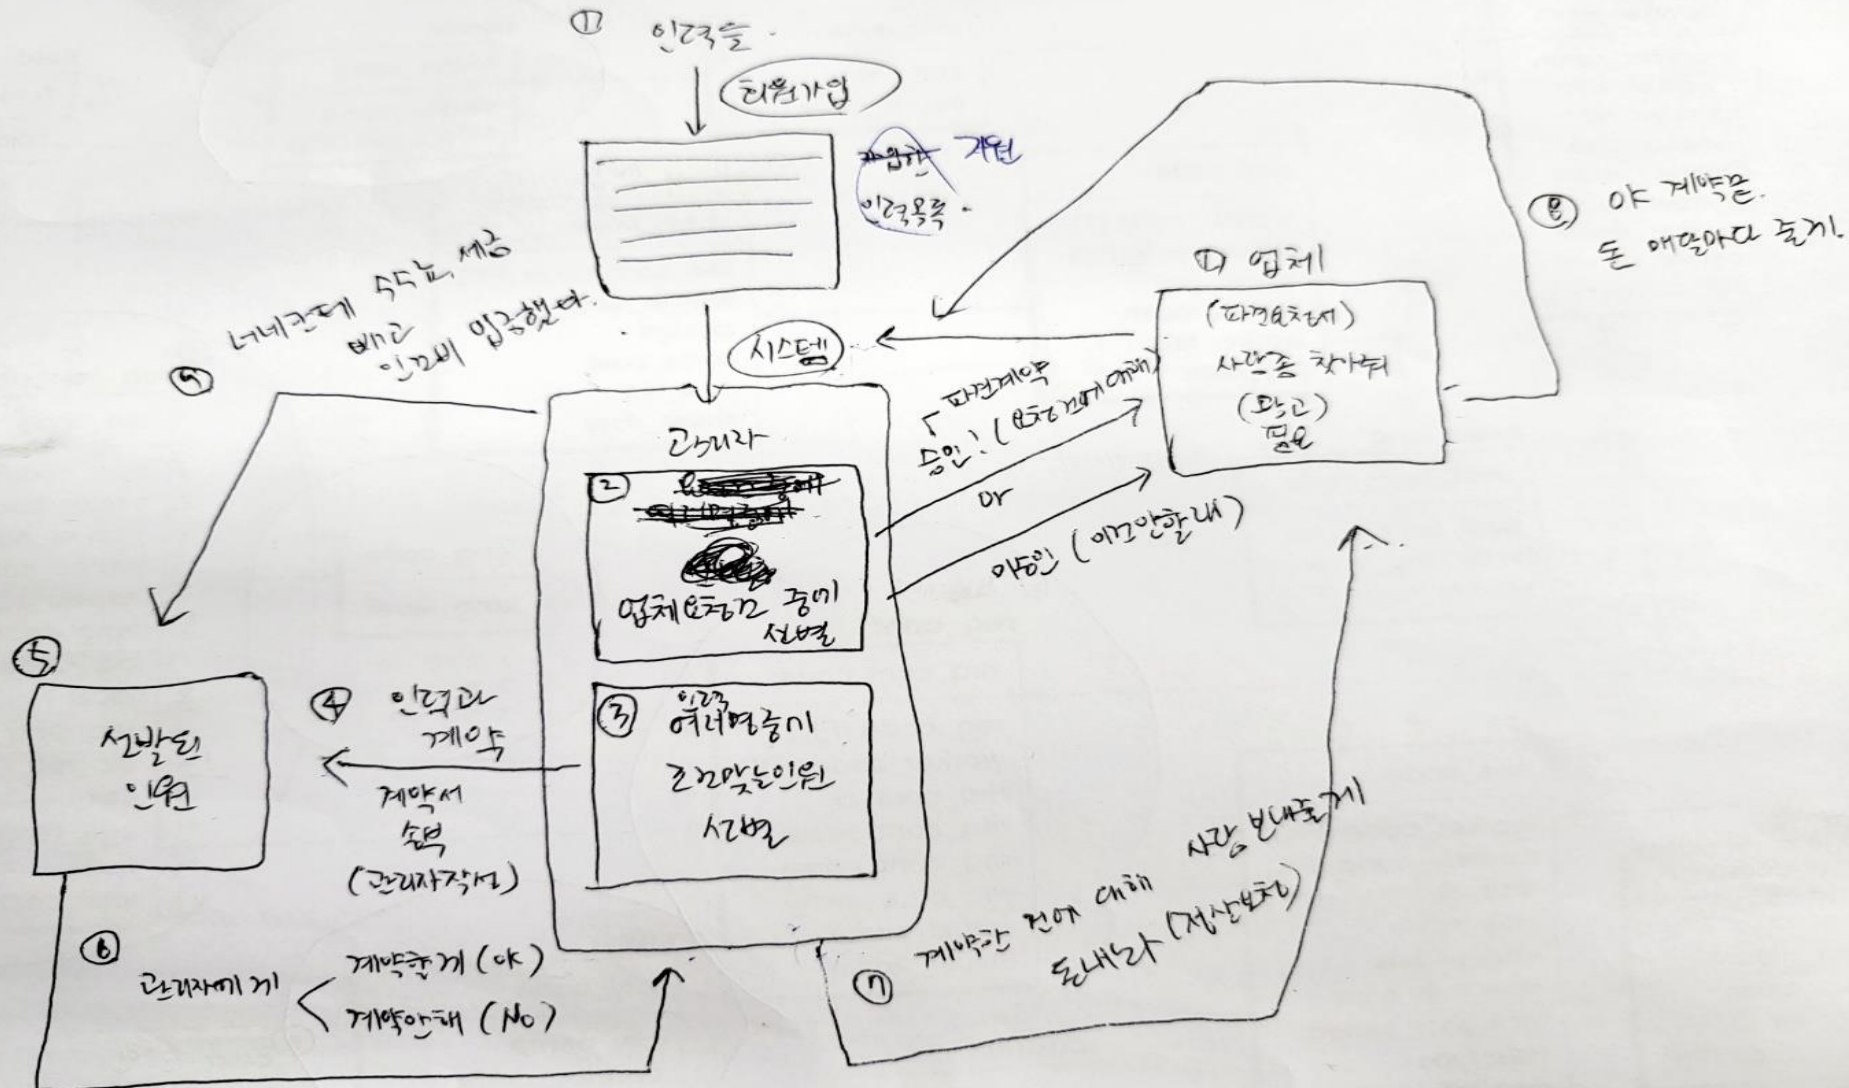 ① 인력들.
회원가입
가입한 지원
인력목록.
시스템
① 업체
(파견요청서)
사람좀 찾아줘
(광고)
필요
⑧ 야 계약끝.
돈 매달마다 줄게.
⑨ 너네한테 수수료, 세금
빼고
인건비 입금했다.
관리자
②
업체요청건 중에
선별
파견계약
승인: (요청건에 대해)
or
미승인 (이건안할래)
③ 인력
여러명중에
조건맞는인원
선별
④ 인력과
계약
계약서
송부
(관리자작성)
⑤
선발된
인원
⑥
관리자에게
계약할게 (ok)
계약안해 (No)
⑦ 계약한 건에 대해 사람 보내줄게
돈내놔라 (정산요청)